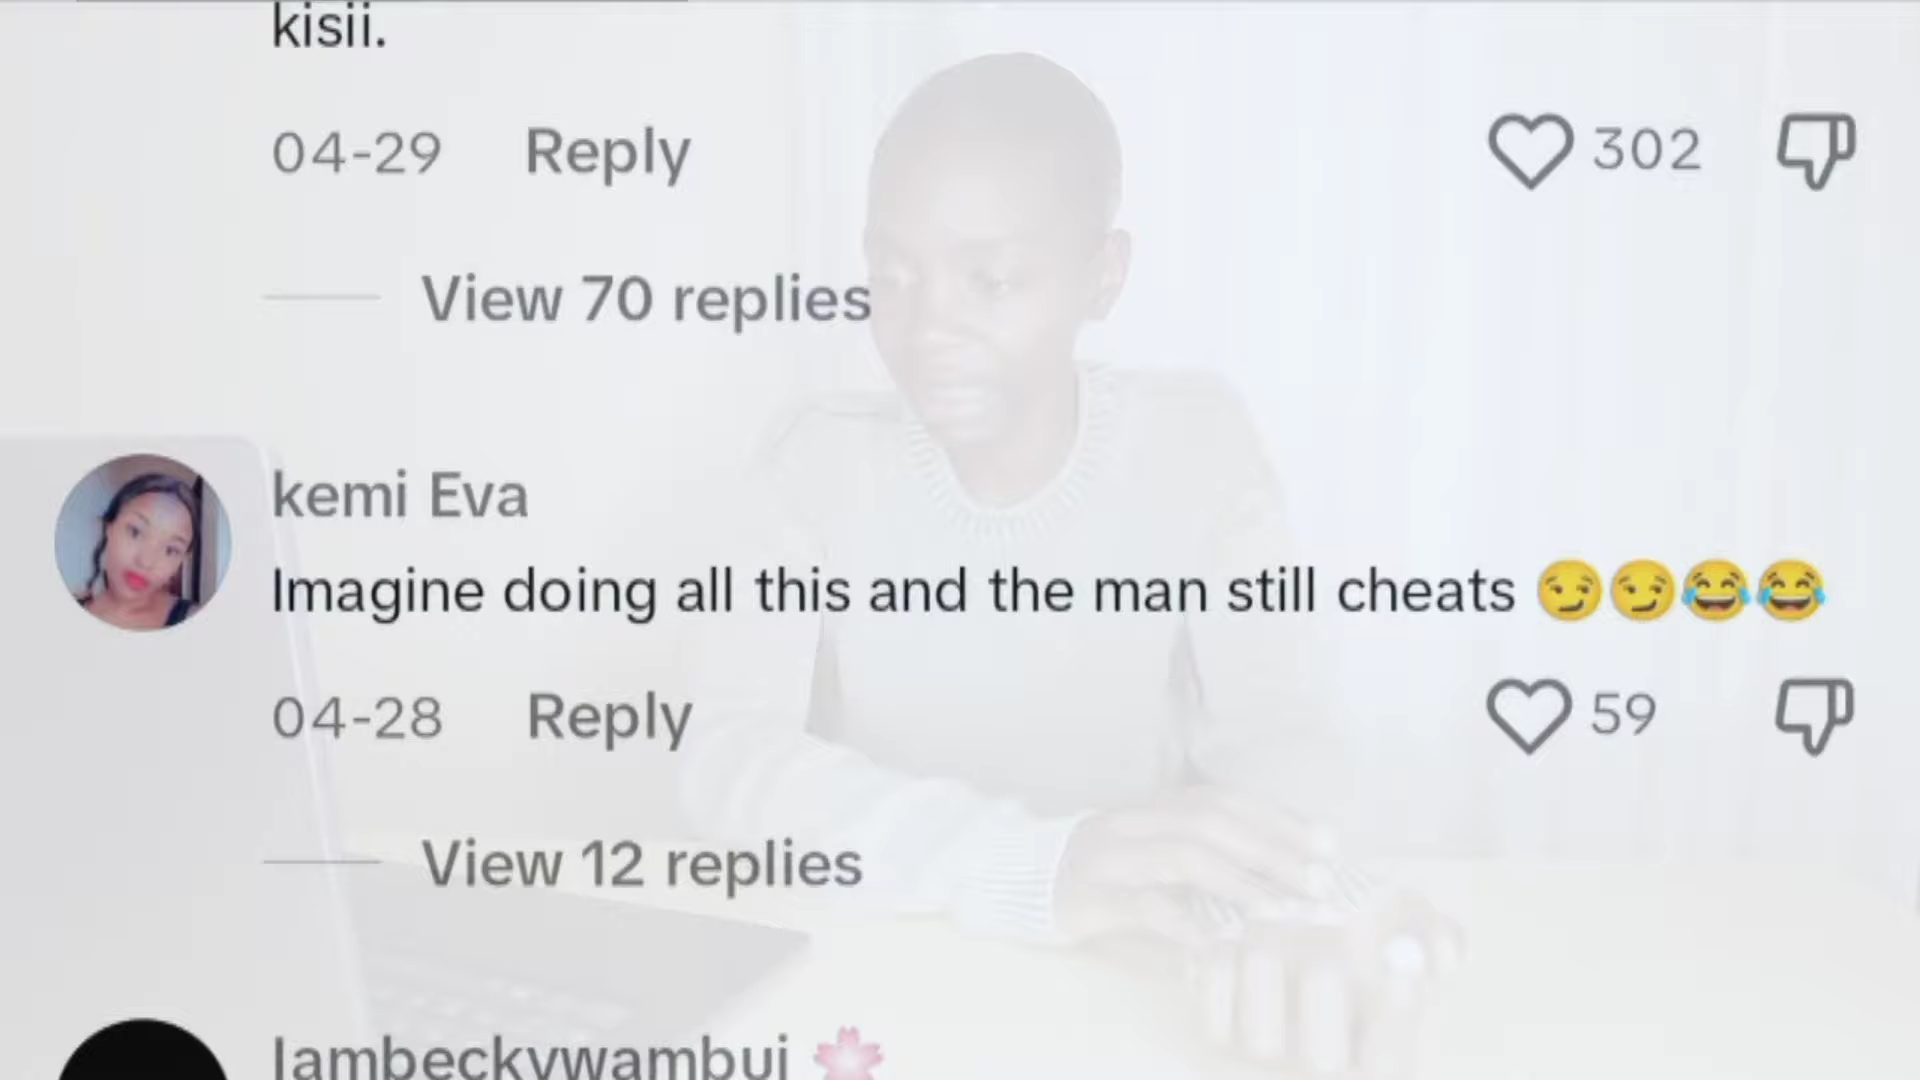 kisii.
04-29 Reply 302
View 70 replies
kemi Eva
Imagine doing all this and the man still cheats 😏😏😂😂
04-28 Reply 59
View 12 replies
Iambeckywambui 🌸